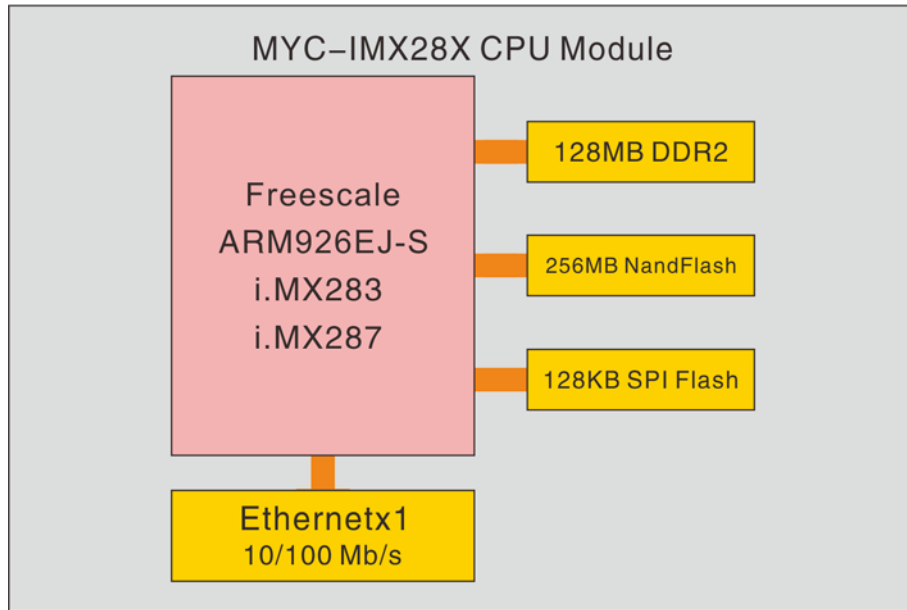 MYC-IMX28X CPU Module
Freescale
ARM926EJ-S
i.MX283
i.MX287
128MB DDR2
256MB NandFlash
128KB SPI Flash
Ethernetx1
10/100 Mb/s